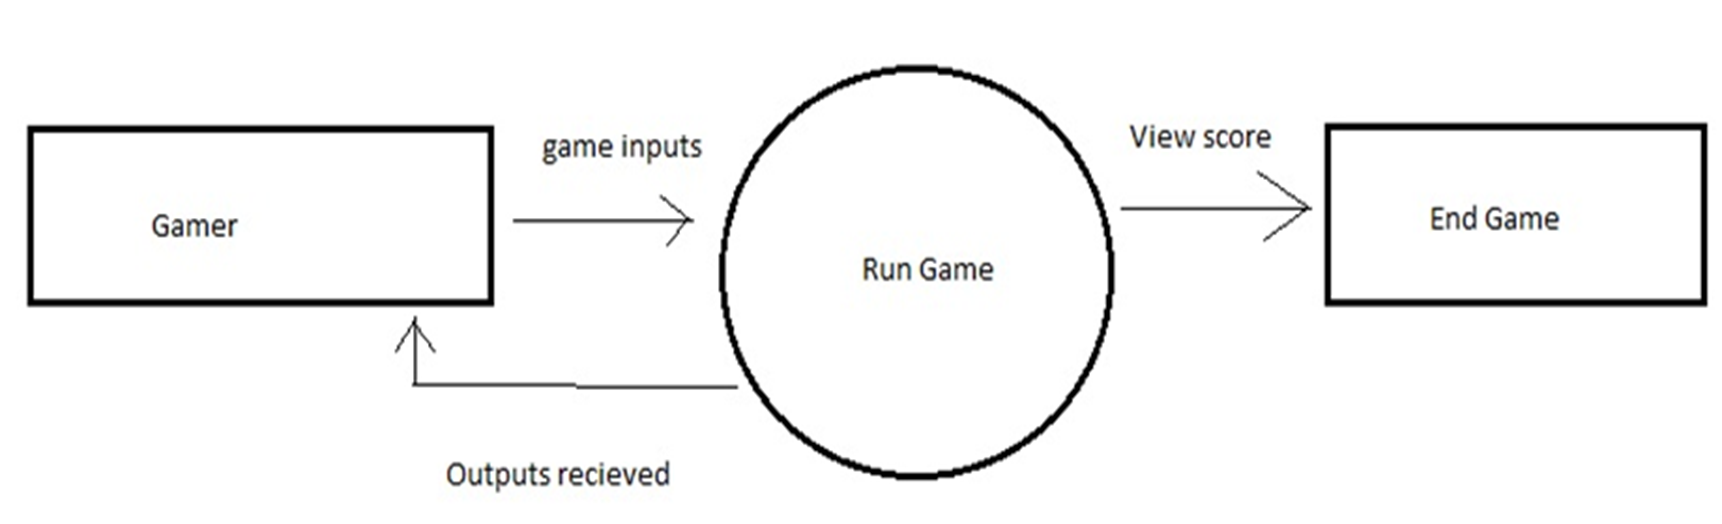 game inputs
View score
Gamer
End Game
Run Game
Outputs recieved